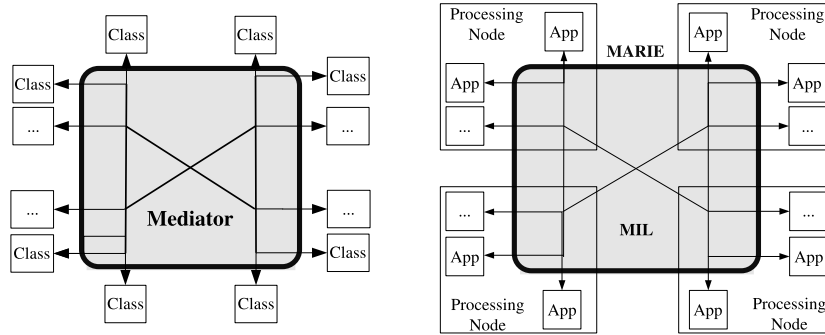 Class
Class
Class
Class
...
...
...
...
Mediator
Class
Class
Class
Class
Processing
Node
App
MARIE
App
Processing
Node
App
App
...
...
...
...
MIL
App
App
Processing
Node
App
App
Processing
Node